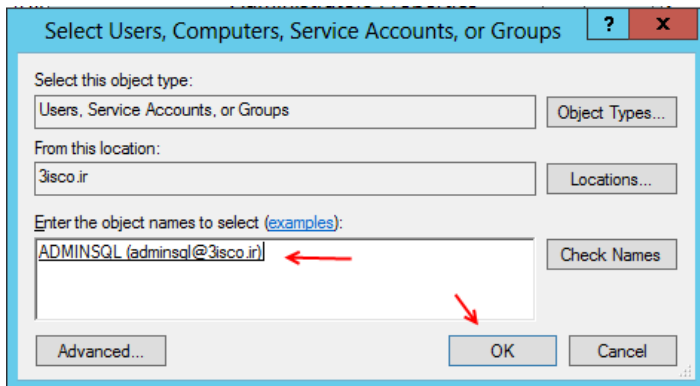 Select Users, Computers, Service Accounts, or Groups
? x
Select this object type:
Users, Service Accounts, or Groups
Object Types...
From this location:
3isco.ir
Locations...
Enter the object names to select (examples):
ADMINSQL (adminsql@3isco.ir)
Check Names
Advanced...
OK
Cancel